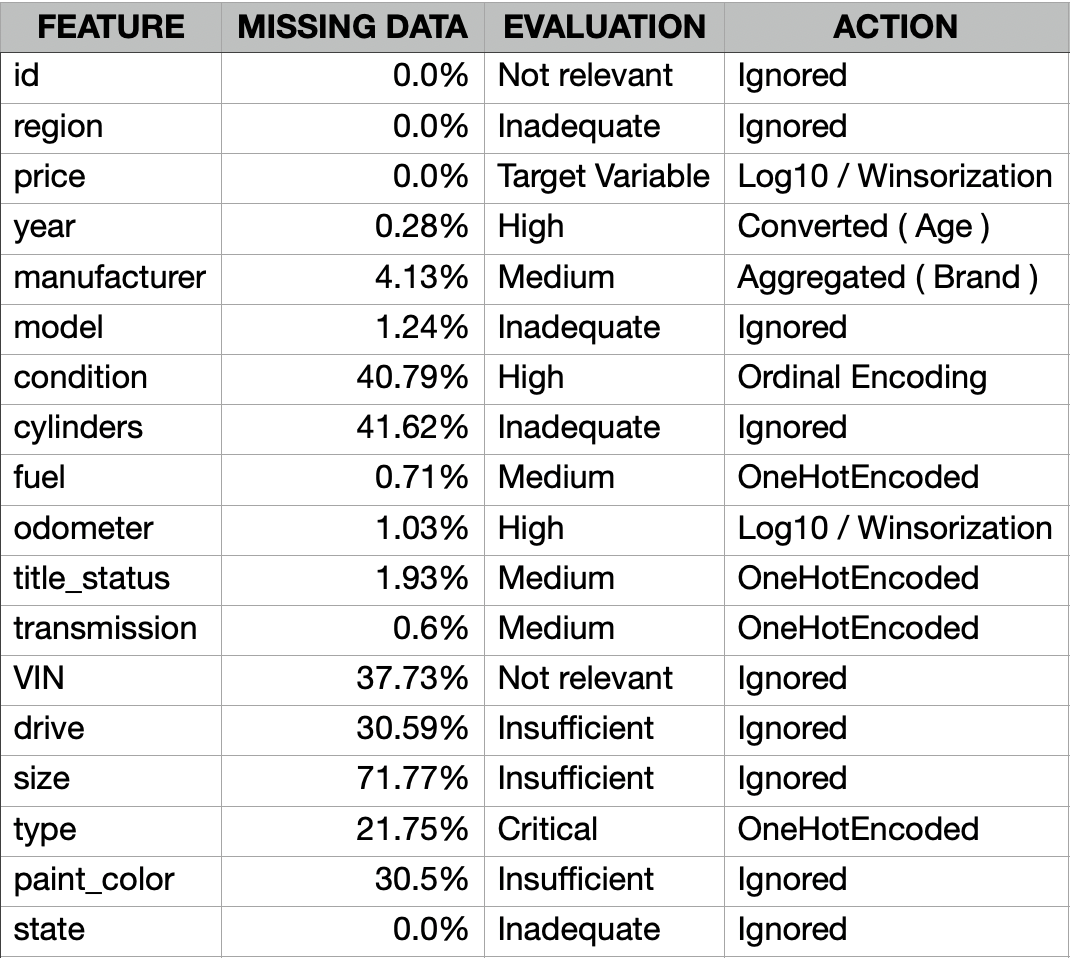 FEATURE MISSING DATA EVALUATION ACTION
id 0.0% Not relevant Ignored
region 0.0% Inadequate Ignored
price 0.0% Target Variable Log10 / Winsorization
year 0.28% High Converted ( Age )
manufacturer 4.13% Medium Aggregated ( Brand )
model 1.24% Inadequate Ignored
condition 40.79% High Ordinal Encoding
cylinders 41.62% Inadequate Ignored
fuel 0.71% Medium OneHotEncoded
odometer 1.03% High Log10 / Winsorization
title_status 1.93% Medium OneHotEncoded
transmission 0.6% Medium OneHotEncoded
VIN 37.73% Not relevant Ignored
drive 30.59% Insufficient Ignored
size 71.77% Insufficient Ignored
type 21.75% Critical OneHotEncoded
paint_color 30.5% Insufficient Ignored
state 0.0% Inadequate Ignored